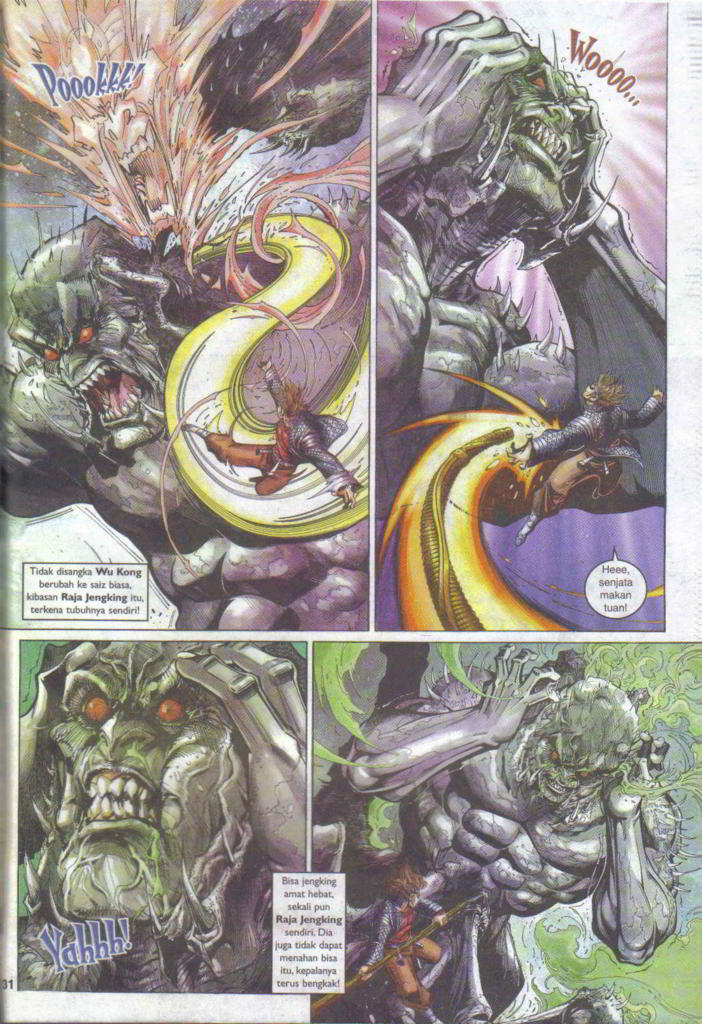 Poookkk!
Woooo...
Tidak disangka Wu Kong
berubah ke saiz biasa,
kibasan Raja Jengking itu,
terkena tubuhnya sendiri!
Heee,
senjata
makan
tuan!
Yahhh!
Bisa jengking
amat hebat,
sekali pun
Raja Jengking
sendiri. Dia
juga tidak dapat
menahan bisa
itu, kepalanya
terus bengkak!
31